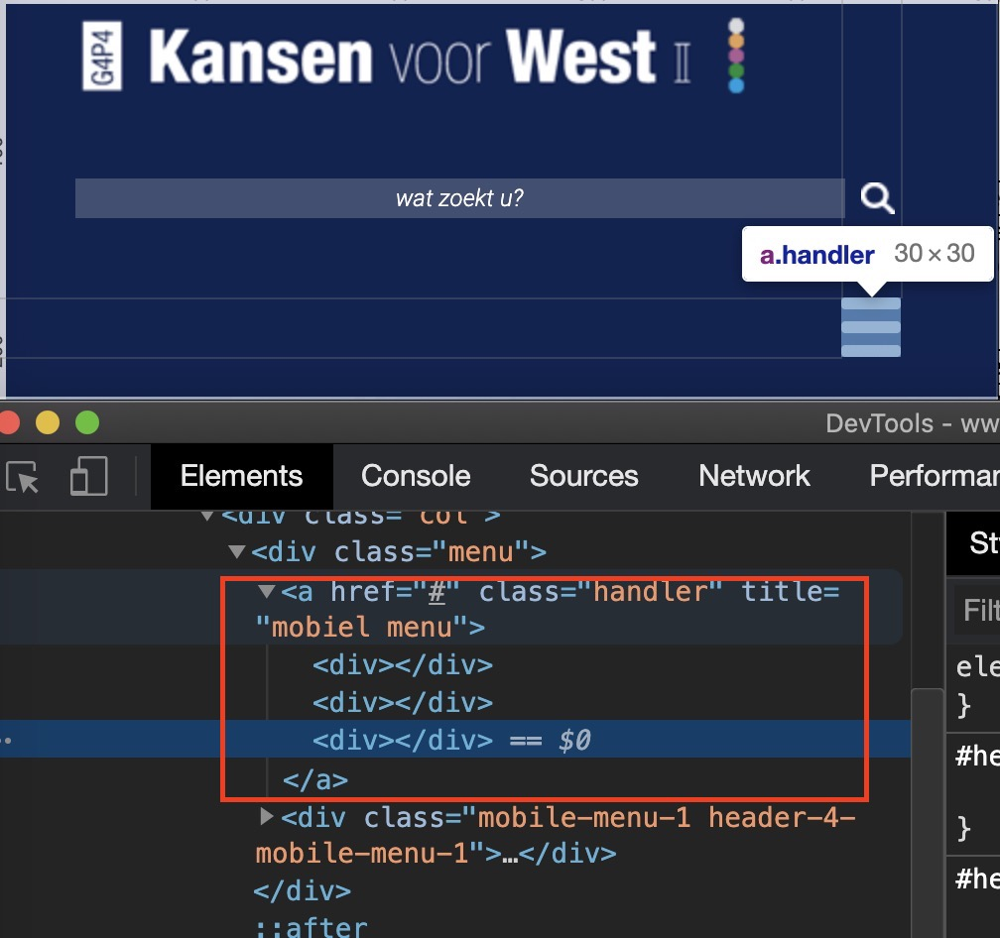 G4P4 Kansen voor West II
wat zoekt u?
a.handler 30 × 30
DevTools - www
Elements Console Sources Network Performan
<div class="col">
▼<div class="menu">
▼<a href="#" class="handler" title=
"mobiel menu">
<div></div>
<div></div>
<div></div> == $0
</a>
▶<div class="mobile-menu-1 header-4-
mobile-menu-1">…</div>
</div>
::after
St
Filt
ele
}
#he
}
#he